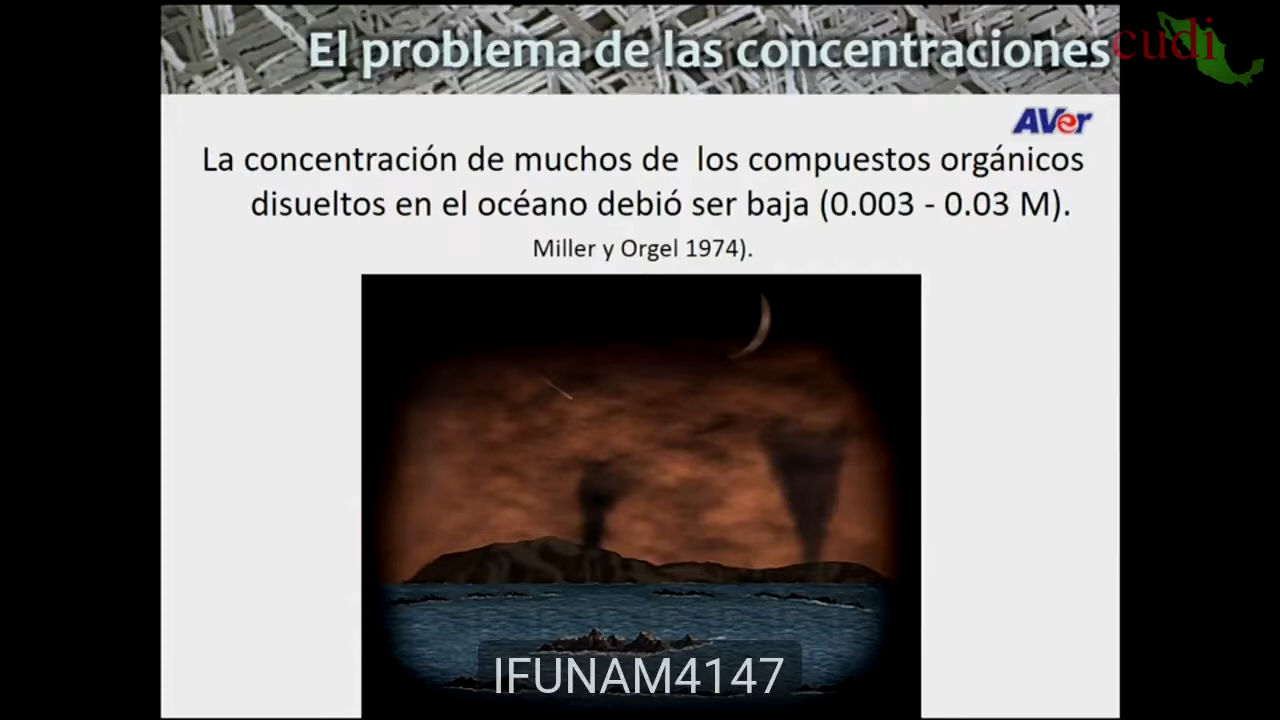 El problema de las concentraciones
cudi
AVer
La concentración de muchos de los compuestos orgánicos
disueltos en el océano debió ser baja (0.003 - 0.03 M).
Miller y Orgel 1974).
IFUNAM4147